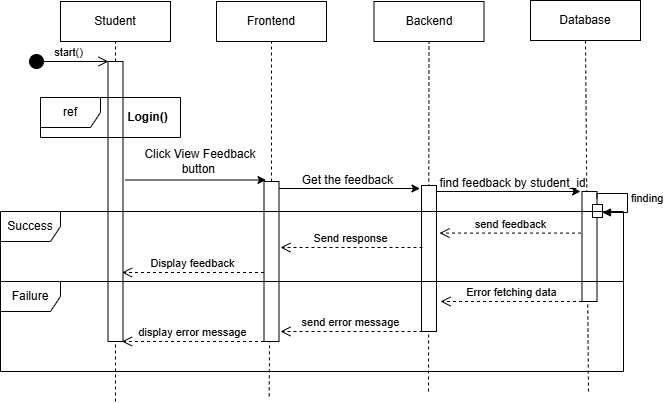 Student
Frontend
Backend
Database
start()
ref
Login()
Click View Feedback
button
Get the feedback
find feedback by student_id
finding
Success
send feedback
Send response
Display feedback
Failure
Error fetching data
send error message
display error message